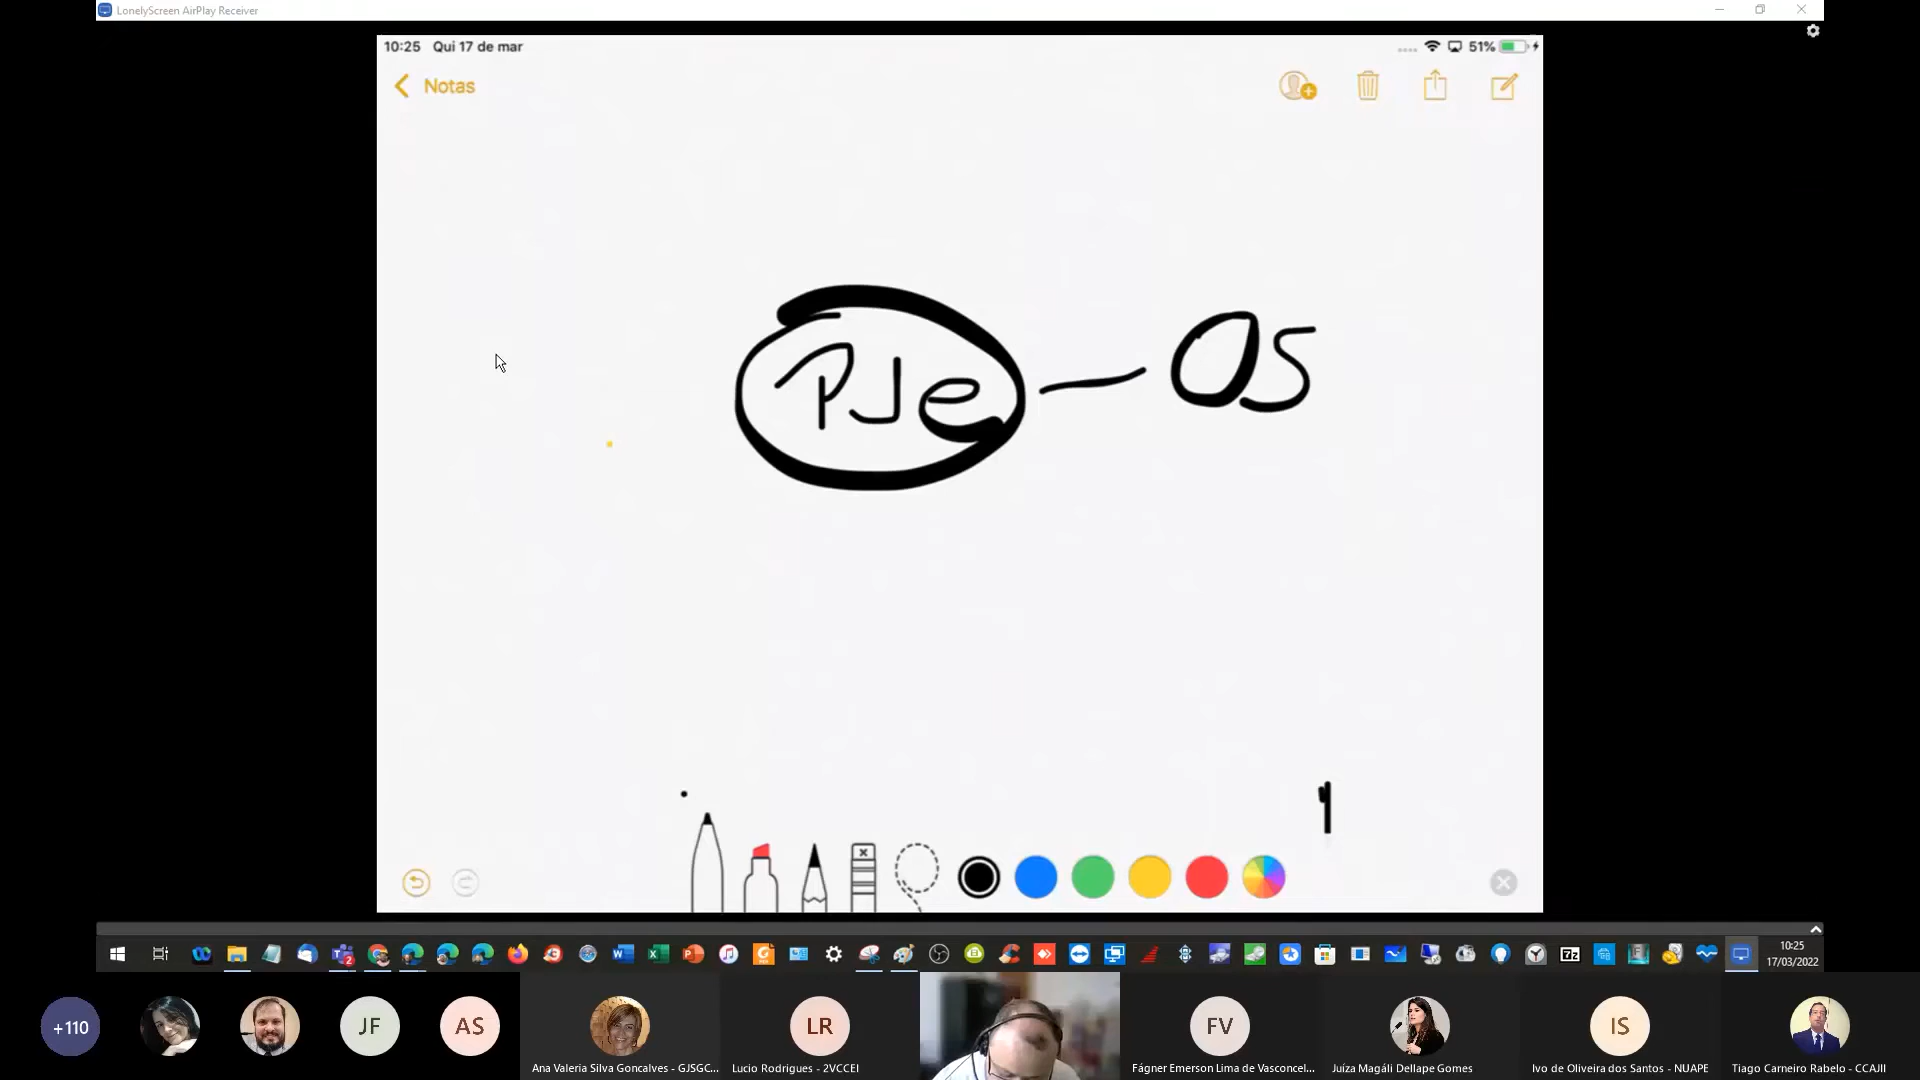 LonelyScreen AirPlay Receiver
10:25 Qui 17 de mar
51%
Notas
PJe — OS
10:25
17/03/2022
+110
JF
AS
LR
FV
IS
Ana Valeria Silva Goncalves - GJSGC...
Lucio Rodrigues - 2VCCEI
Fágner Emerson Lima de Vasconcel...
Juíza Magáli Dellape Gomes
Ivo de Oliveira dos Santos - NUAPE
Tiago Carneiro Rabelo - CCAJII